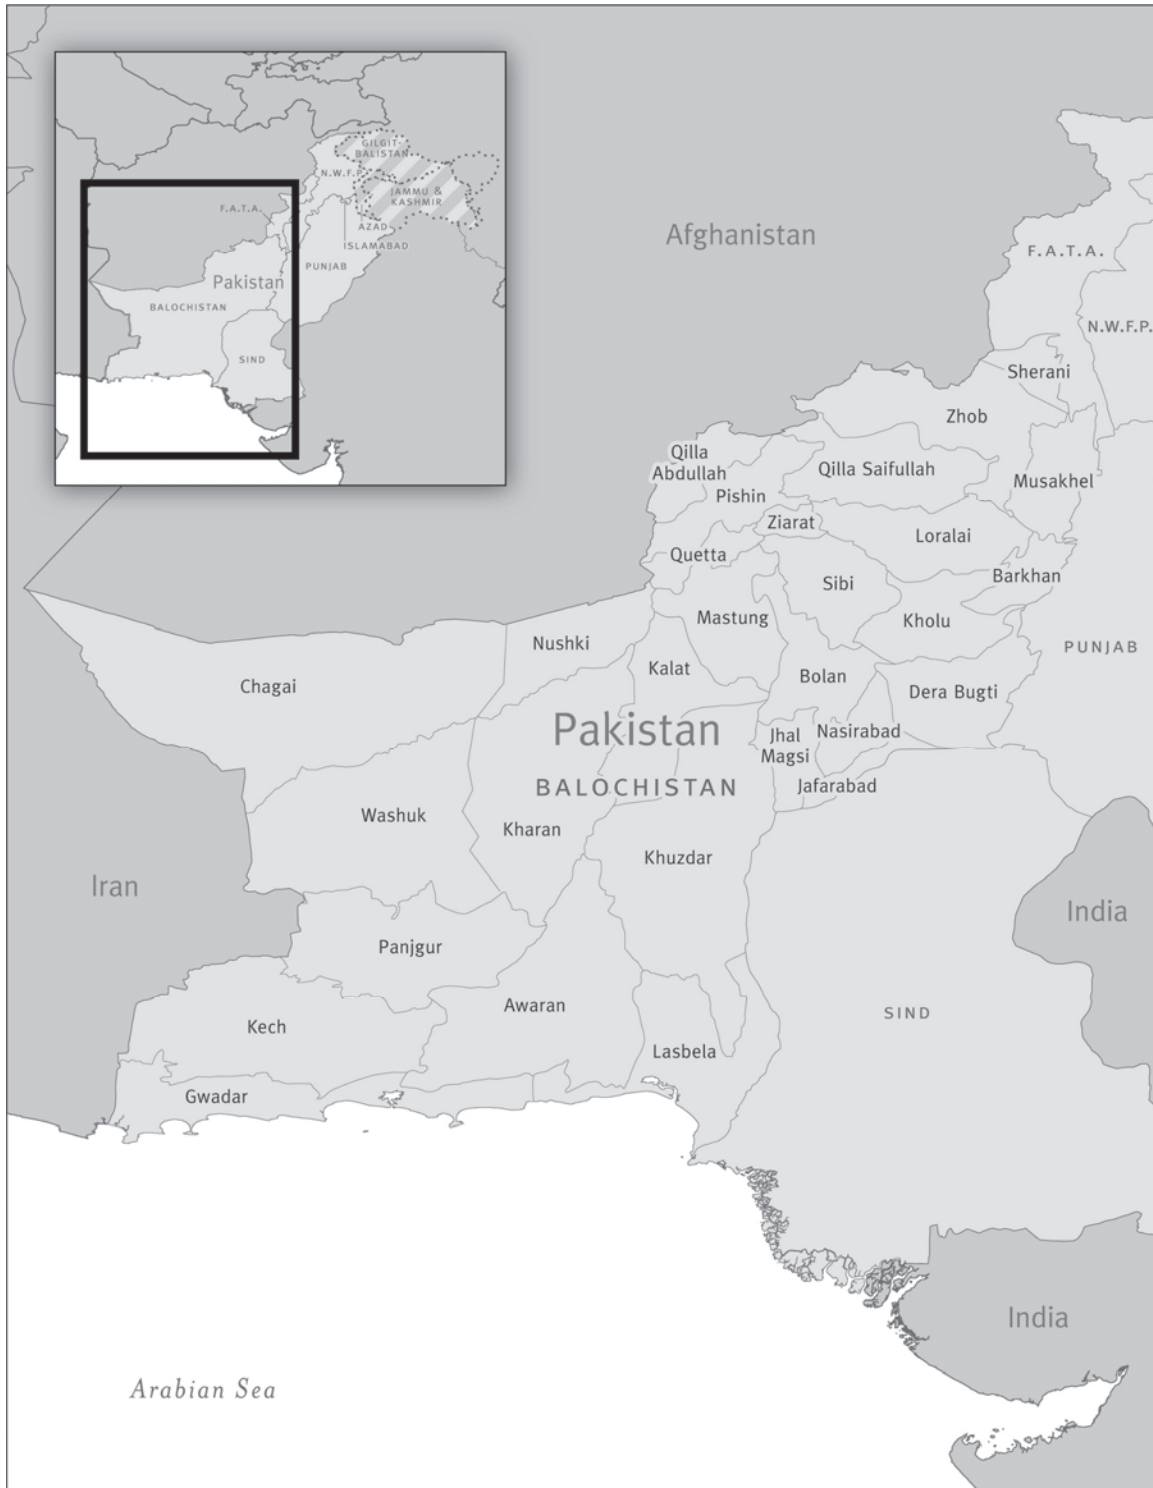 GILGIT-
BALISTAN
N.W.F.P.
JAMMU &
KASHMIR
F.A.T.A.
AZAD
ISLAMABAD
PUNJAB
Pakistan
BALOCHISTAN
SIND
Afghanistan
F.A.T.A.
N.W.F.P.
Sherani
Zhob
Qilla
Abdullah
Qilla Saifullah
Musakhel
Pishin
Ziarat
Loralai
Quetta
Barkhan
Sibi
Mastung
Kholu
Nushki
PUNJAB
Kalat
Bolan
Chagai
Dera Bugti
Pakistan
Jhal
Magsi
Nasirabad
BALOCHISTAN
Jafarabad
Washuk
Kharan
Khuzdar
Iran
India
Panjgur
Awaran
SIND
Kech
Lasbela
Gwadar
India
Arabian Sea